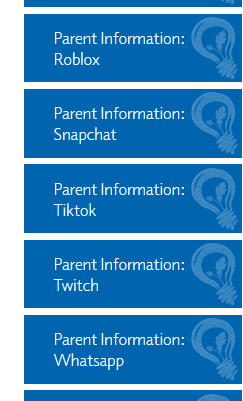 Parent Information:
Roblox
Parent Information:
Snapchat
Parent Information:
Tiktok
Parent Information:
Twitch
Parent Information:
Whatsapp